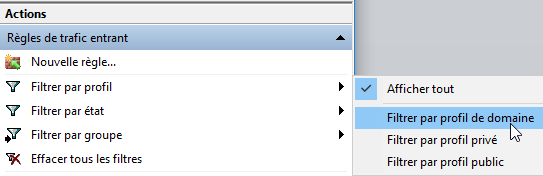 Actions
Règles de trafic entrant
Nouvelle règle...
Filtrer par profil
Filtrer par état
Filtrer par groupe
Effacer tous les filtres
Afficher tout
Filtrer par profil de domaine
Filtrer par profil privé
Filtrer par profil public